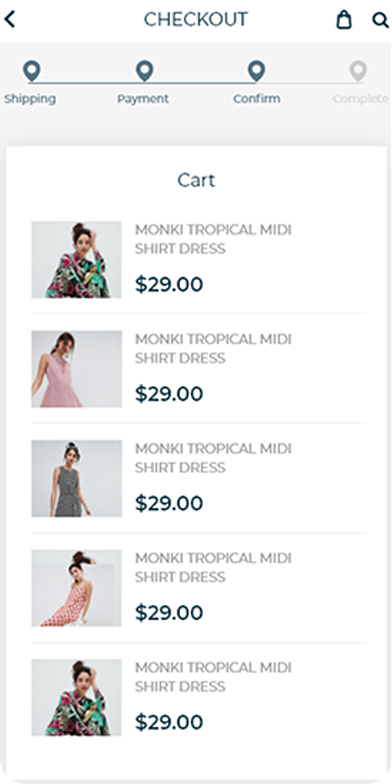 CHECKOUT
Shipping Payment Confirm Complete
Cart
MONKI TROPICAL MIDI
SHIRT DRESS
$29.00
MONKI TROPICAL MIDI
SHIRT DRESS
$29.00
MONKI TROPICAL MIDI
SHIRT DRESS
$29.00
MONKI TROPICAL MIDI
SHIRT DRESS
$29.00
MONKI TROPICAL MIDI
SHIRT DRESS
$29.00